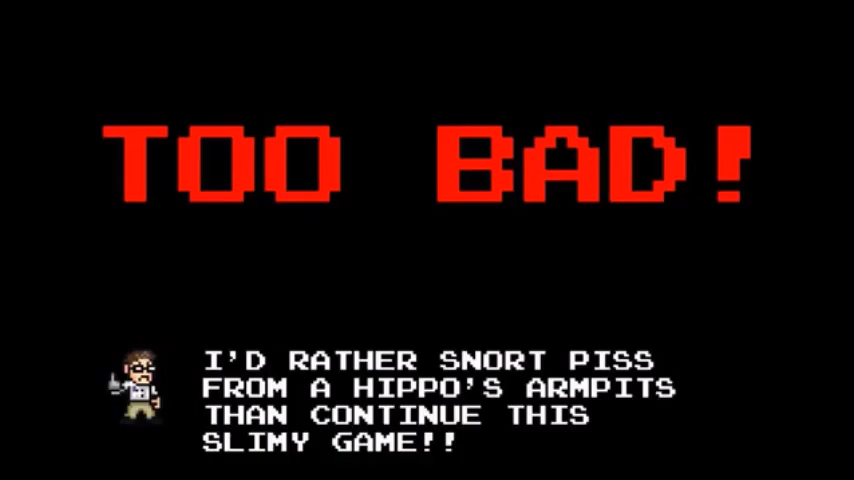 TOO BAD!
I'D RATHER SNORT PISS
FROM A HIPPO'S ARMPITS
THAN CONTINUE THIS
SLIMY GAME!!